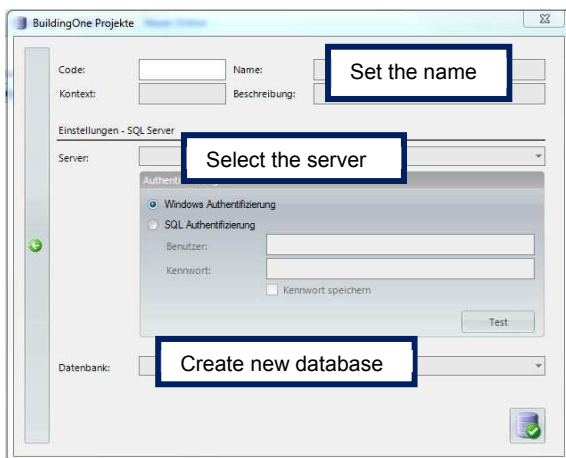 BuildingOne Projekte
Code:
Name:
Set the name
Kontext:
Beschreibung:
Einstellungen - SQL Server
Server:
Select the server
Windows Authentifizierung
SQL Authentifizierung
Benutzer:
Kennwort:
Kennwort speichern
Test
Create new database
Datenbank: